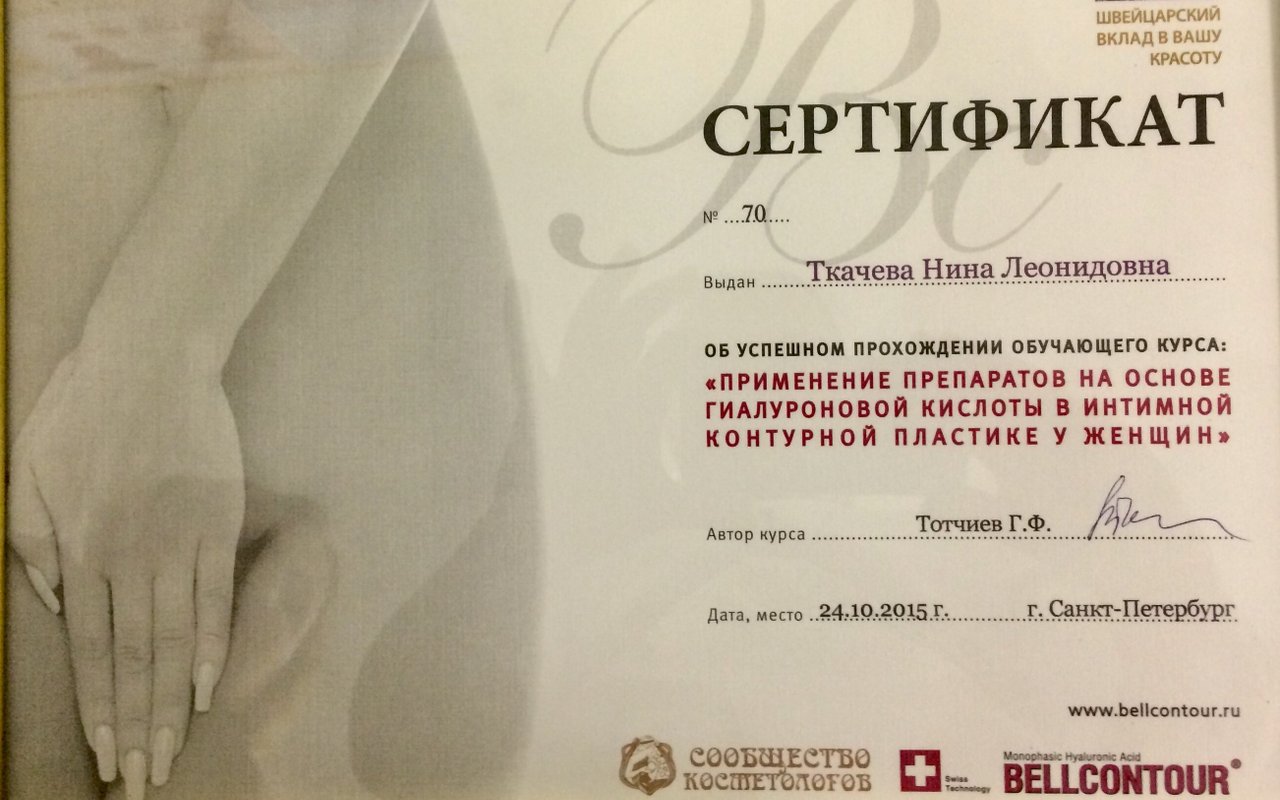 ШВЕЙЦАРСКИЙ
ВКЛАД В ВАШУ
КРАСОТУ
Bc
СЕРТИФИКАТ
№ ...70....
Выдан Ткачева Нина Леонидовна
ОБ УСПЕШНОМ ПРОХОЖДЕНИИ ОБУЧАЮЩЕГО КУРСА:
«ПРИМЕНЕНИЕ ПРЕПАРАТОВ НА ОСНОВЕ
ГИАЛУРОНОВОЙ КИСЛОТЫ В ИНТИМНОЙ
КОНТУРНОЙ ПЛАСТИКЕ У ЖЕНЩИН»
Автор курса Тотчиев Г.Ф.
Дата, место 24.10.2015 г. г. Санкт-Петербург
www.bellcontour.ru
СООБЩЕСТВО
КОСМЕТОЛОГОВ
Swiss
Technology
Monophasic Hyaluronic Acid
BELLCONTOUR®